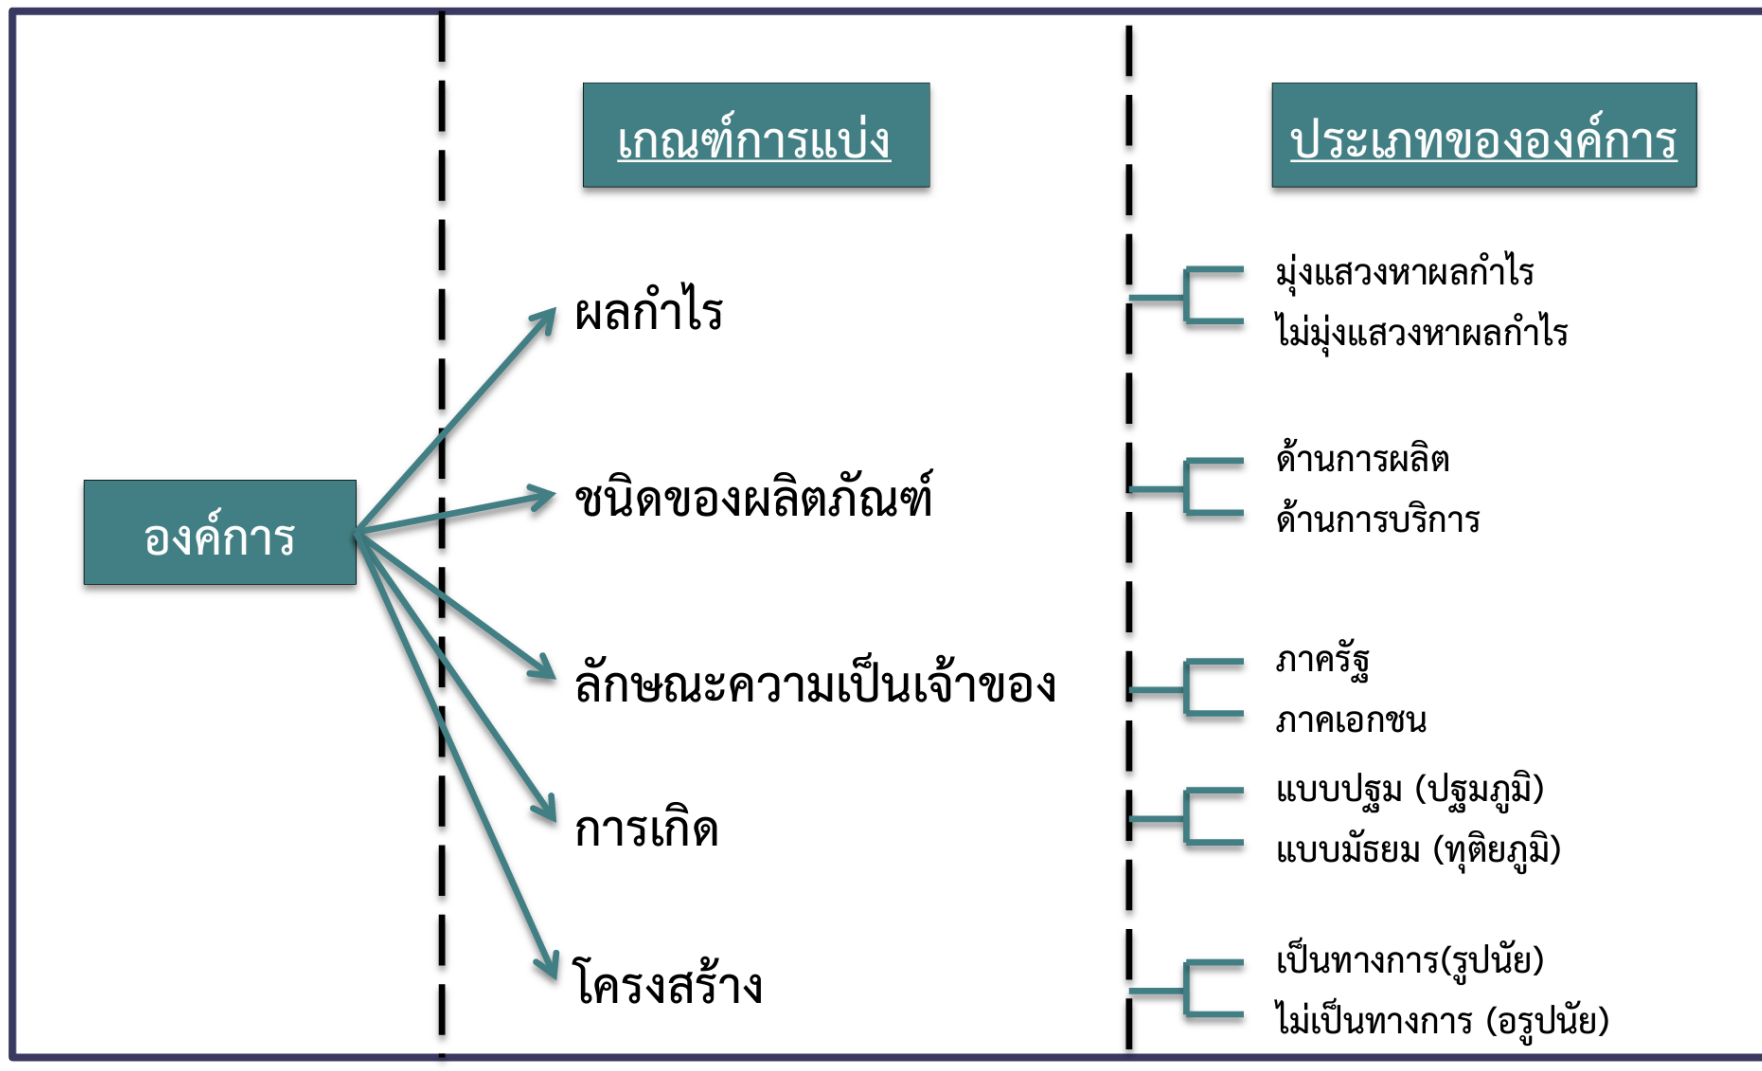 เกณฑ์การแบ่ง
ประเภทขององค์การ
องค์การ
ผลกำไร
มุ่งแสวงหาผลกำไร
ไม่มุ่งแสวงหาผลกำไร
ชนิดของผลิตภัณฑ์
ด้านการผลิต
ด้านการบริการ
ลักษณะความเป็นเจ้าของ
ภาครัฐ
ภาคเอกชน
การเกิด
แบบปฐม (ปฐมภูมิ)
แบบมัธยม (ทุติยภูมิ)
โครงสร้าง
เป็นทางการ(รูปนัย)
ไม่เป็นทางการ (อรูปนัย)